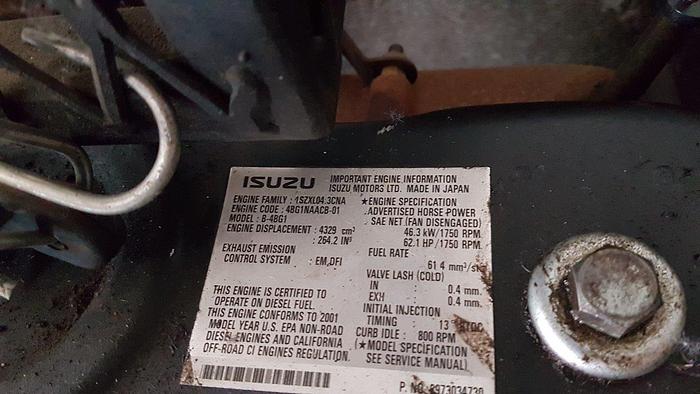 ISUZU
IMPORTANT ENGINE INFORMATION
ISUZU MOTORS LTD. MADE IN JAPAN
ENGINE FAMILY : 1SZXL04.3CNA
ENGINE CODE : 4BG1NAACB-01
MODEL : B-4BG1
ENGINE DISPLACEMENT : 4329 cm³
264.2 IN³
EXHAUST EMISSION
CONTROL SYSTEM : EM,DFI
THIS ENGINE IS CERTIFIED TO
OPERATE ON DIESEL FUEL.
THIS ENGINE CONFORMS TO 2001
MODEL YEAR U.S. EPA NON-ROAD
DIESEL ENGINES AND CALIFORNIA
OFF-ROAD CI ENGINES REGULATION.
★ENGINE SPECIFICATION
ADVERTISED HORSE-POWER
SAE NET (FAN DISENGAGED)
46.3 kW/1750 RPM
62.1 HP/1750 RPM
FUEL RATE
61.4 mm³/s
VALVE LASH (COLD)
IN : 0.4 mm.
EXH : 0.4 mm.
INITIAL INJECTION
TIMING : 13 BTDC
CURB IDLE : 800 RPM
(★MODEL SPECIFICATION
SEE SERVICE MANUAL)
P. NO. 8973034730